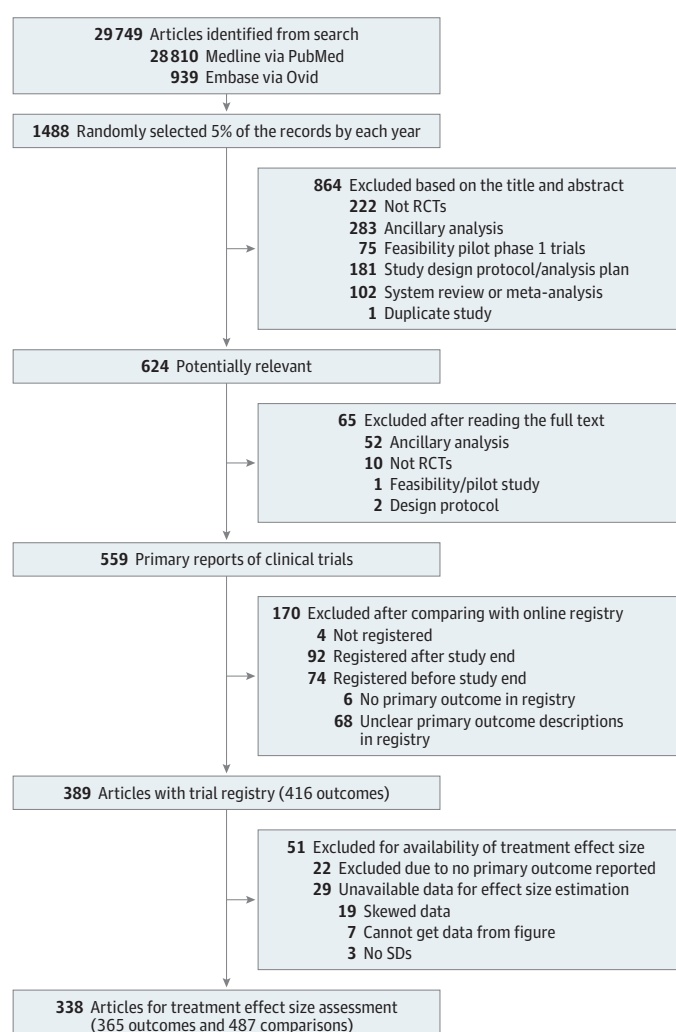 29749 Articles identified from search
28810 Medline via PubMed
939 Embase via Ovid
1488 Randomly selected 5% of the records by each year
864 Excluded based on the title and abstract
222 Not RCTs
283 Ancillary analysis
75 Feasibility pilot phase 1 trials
181 Study design protocol/analysis plan
102 System review or meta-analysis
1 Duplicate study
624 Potentially relevant
65 Excluded after reading the full text
52 Ancillary analysis
10 Not RCTs
1 Feasibility/pilot study
2 Design protocol
559 Primary reports of clinical trials
170 Excluded after comparing with online registry
4 Not registered
92 Registered after study end
74 Registered before study end
6 No primary outcome in registry
68 Unclear primary outcome descriptions
in registry
389 Articles with trial registry (416 outcomes)
51 Excluded for availability of treatment effect size
22 Excluded due to no primary outcome reported
29 Unavailable data for effect size estimation
19 Skewed data
7 Cannot get data from figure
3 No SDs
338 Articles for treatment effect size assessment
(365 outcomes and 487 comparisons)